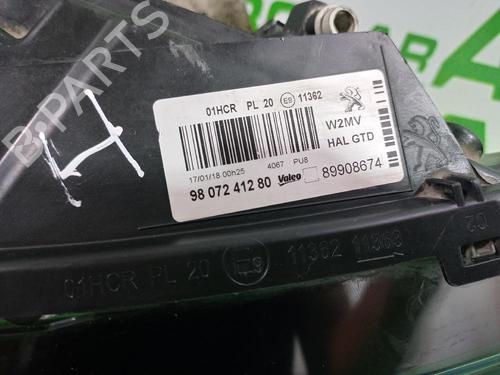 B-PARTS
01HCR PL 20 E9 11362
W2MV
HAL GTD
17/01/18 00h25 4067 PU8
98 072 412 80 Valeo 89908674
H
01HCR PL 20 E9 11362 11363
20